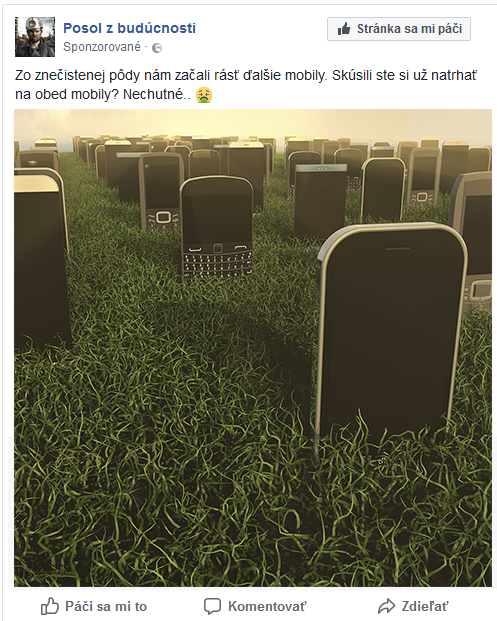 Posol z budúcnosti
Sponzorované ·
Stránka sa mi páči
Zo znečistenej pôdy nám začali rásť ďalšie mobily. Skúsili ste si už natrhať
na obed mobily? Nechutné.. 🤮
Páči sa mi to
Komentovať
Zdieľať